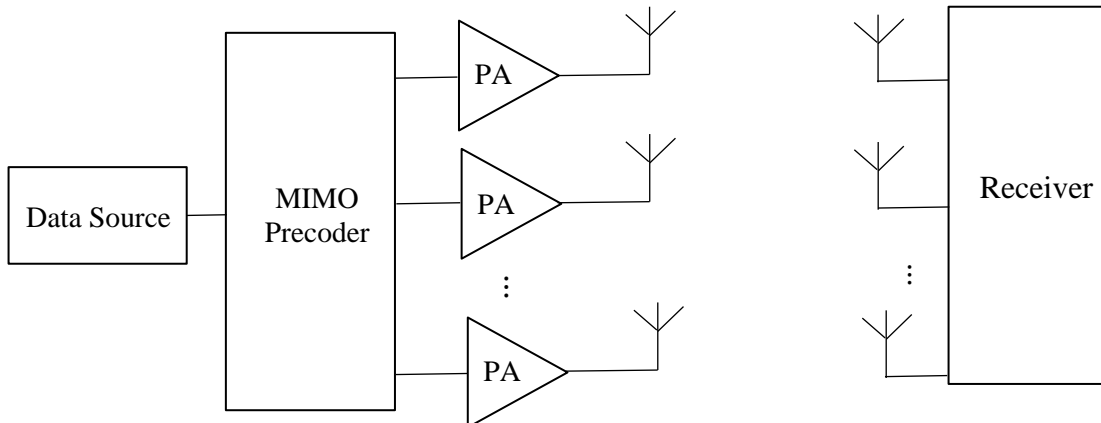 Data Source
MIMO
Precoder
PA
PA
⋮
PA
⋮
Receiver